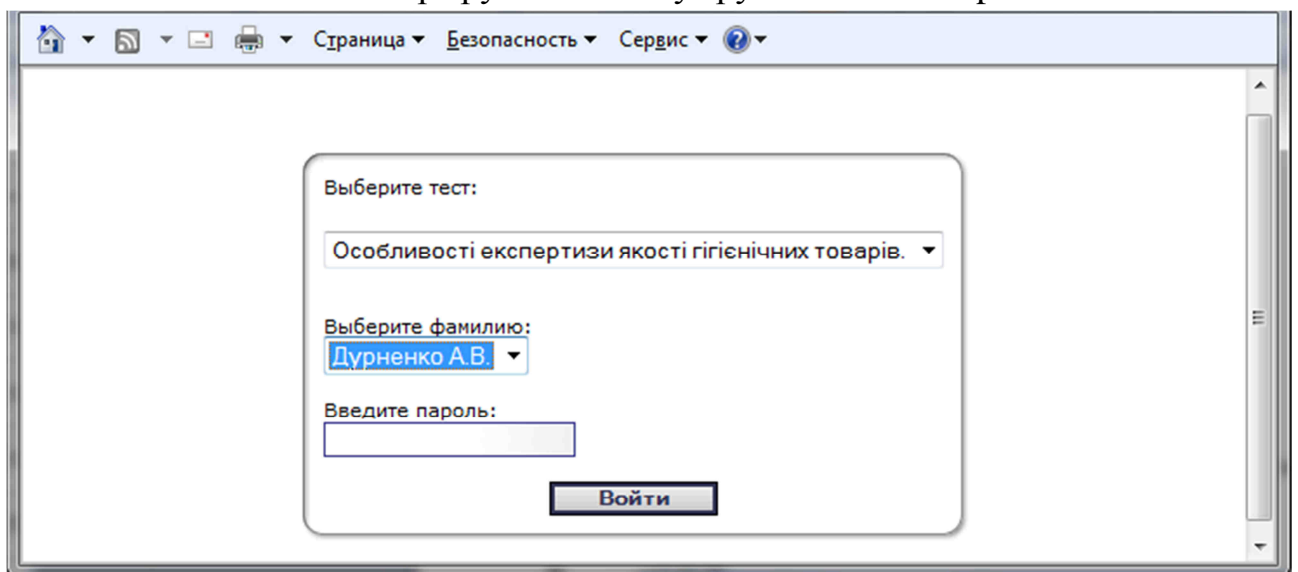 Страница Безопасность Сервис
Выберите тест:
Особливості експертизи якості гігієнічних товарів.
Выберите фамилию:
Дурненко А.В.
Введите пароль:
Войти